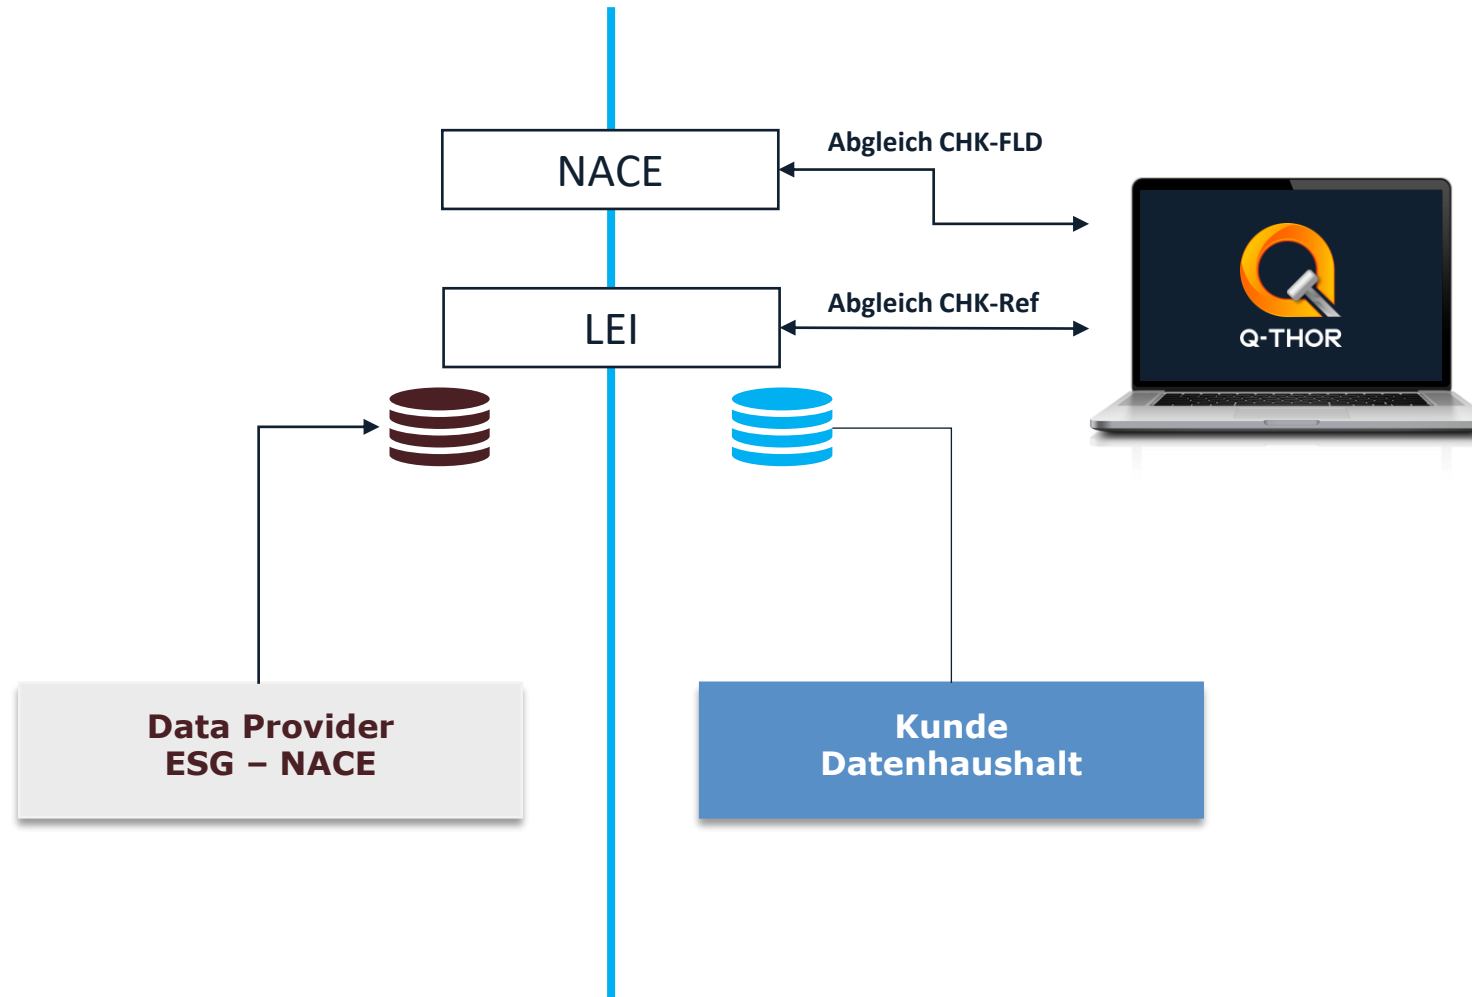 NACE
Abgleich CHK-FLD
LEI
Abgleich CHK-Ref
Q-THOR
Data Provider
ESG – NACE
Kunde
Datenhaushalt